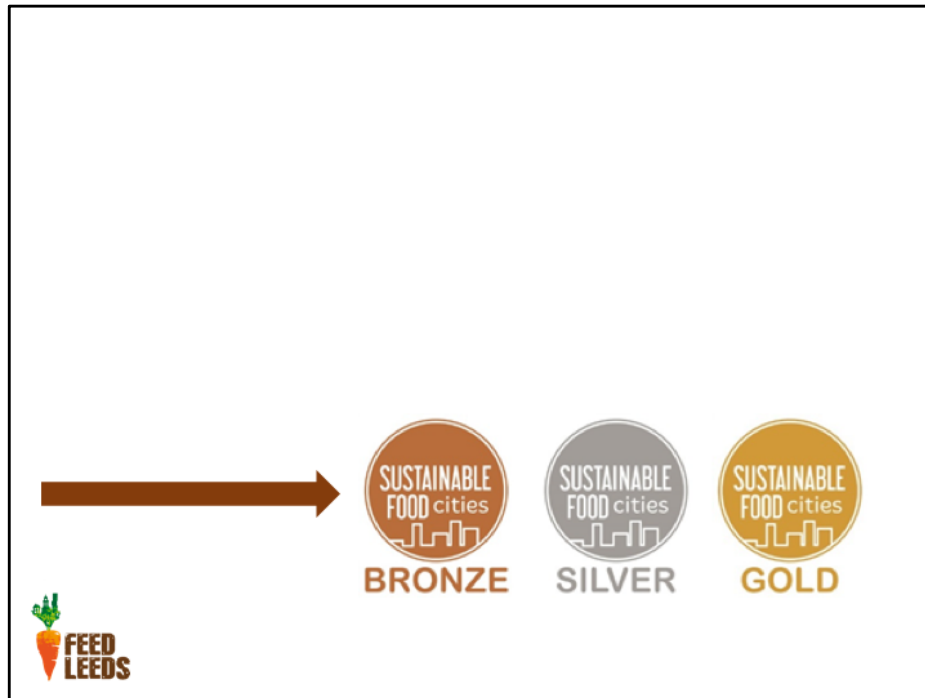 SUSTAINABLE
FOOD cities
BRONZE
SUSTAINABLE
FOOD cities
SILVER
SUSTAINABLE
FOOD cities
GOLD
FEED
LEEDS